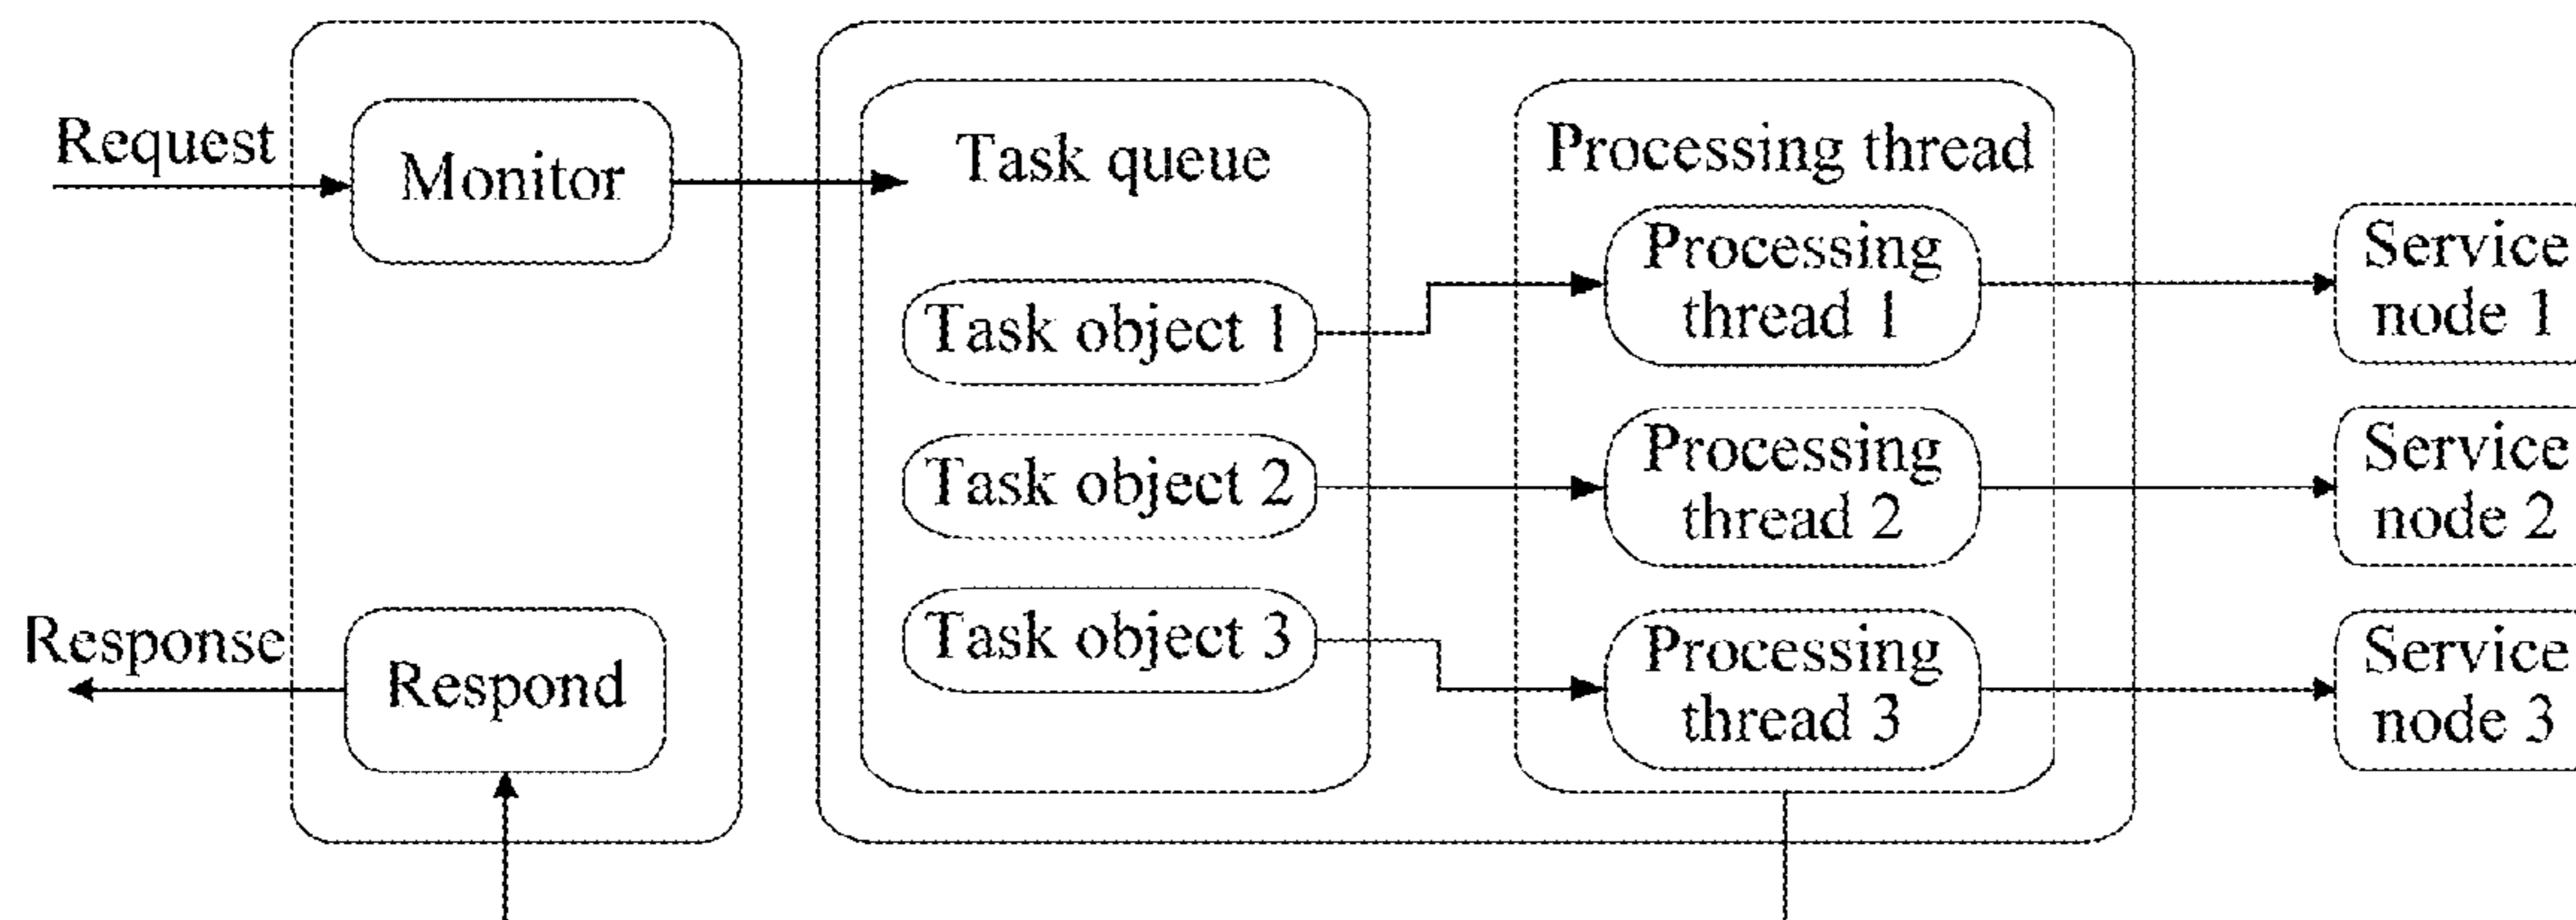 Request
Monitor
Task queue
Task object 1
Task object 2
Task object 3
Processing thread
Processing
thread 1
Processing
thread 2
Processing
thread 3
Service
node 1
Service
node 2
Service
node 3
Response
Respond